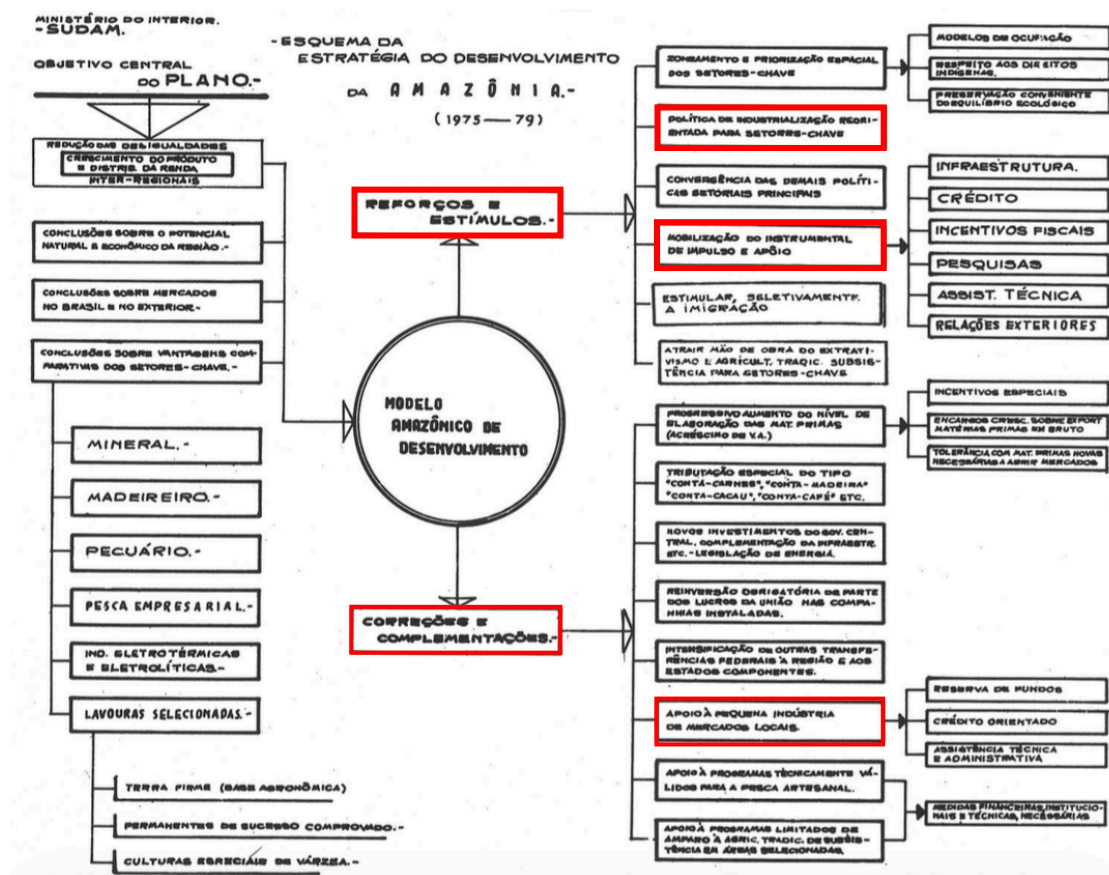 MINISTÉRIO DO INTERIOR.
-SUDAM.
OBJETIVO CENTRAL
DO PLANO.-
-ESQUEMA DA
ESTRATÉGIA DO DESENVOLVIMENTO
DA AMAZÔNIA.-
(1975—79)
REDUÇÃO DAS DESIGUALDADES
CRESCIMENTO DO PRODUTO
E DISTRIB. DA RENDA
INTER-REGIONAIS
CONCLUSÕES SOBRE O POTENCIAL
NATURAL E ECONÔMICO DA REGIÃO.-
CONCLUSÕES SOBRE MERCADOS
NO BRASIL E NO EXTERIOR-
CONCLUSÕES SOBRE VANTAGENS COM-
PARATIVAS DOS SETORES-CHAVE.-
MINERAL.-
MADEIREIRO.-
PECUÁRIO.-
PESCA EMPRESARIAL.-
IND. ELETROTÉRMICAS
E ELETROLÍTICAS.-
LAVOURAS SELECIONADAS.-
TERRA FIRME (BASE AGRONÔMICA)
PERMANENTES DE SUCESSO COMPROVADO.-
CULTURAS ESPECIAIS DE VÁRZEA.-
MODELO
AMAZÔNICO DE
DESENVOLVIMENTO
REFORÇOS E
ESTÍMULOS.-
ZONEAMENTO E PRIORIZAÇÃO ESPACIAL
DOS SETORES-CHAVE
MODELOS DE OCUPAÇÃO
RESPEITO AOS DIREITOS
INDÍGENAS.
PRESERVAÇÃO CONVENIENTE
DO EQUILÍBRIO ECOLÓGICO
POLÍTICA DE INDUSTRIALIZAÇÃO REORI-
ENTADA PARA SETORES-CHAVE
CONVERGÊNCIA DAS DEMAIS POLÍTI-
CAS SETORIAIS PRINCIPAIS
MOBILIZAÇÃO DO INSTRUMENTAL
DE IMPULSO E APÔIO
INFRAESTRUTURA.
CRÉDITO
INCENTIVOS FISCAIS
PESQUISAS
ASSIST. TÉCNICA
RELAÇÕES EXTERIORES
ESTIMULAR, SELETIVAMENTE.
A IMIGRAÇÃO
ATRAIR MÃO DE OBRA DO EXTRATI-
VISMO E AGRÍCULT. TRADIC. SUBSIS-
TÊNCIA PARA SETORES-CHAVE
CORREÇÕES E
COMPLEMENTAÇÕES.-
PROGRESSIVO AUMENTO DO NÍVEL DE
ELABORAÇÃO DAS MAT. PRIMAS
(ACRÉSCIMO DE V.A.)
INCENTIVOS ESPECIAIS
ENCARGOS CRESC. SOBRE EXPORT
MATÉRIAS PRIMAS EM BRUTO
TOLERÂNCIA COM MAT. PRIMAS NOVAS
NECESSÁRIAS A ABRIR MERCADOS
TRIBUTAÇÃO ESPECIAL DO TIPO
"CONTA-CARNES", "CONTA-MADEIRA"
"CONTA-CACAU", "CONTA-CAFÉ" ETC.
NOVOS INVESTIMENTOS DO GOV. CEN-
TRAL, COMPLEMENTAÇÃO DA INFRAESTR.
ETC.-LEGISLAÇÃO DE ENERGIA.
REINVERSÃO OBRIGATÓRIA DE PARTE
DOS LUCROS DA UNIÃO NAS COMPA-
NHIAS INSTALADAS.
INTENSIFICAÇÃO DE OUTRAS TRANSFE-
RÊNCIAS FEDERAIS À REGIÃO E AOS
ESTADOS COMPONENTES.
APOIO À PEQUENA INDÚSTRIA
DE MERCADOS LOCAIS.
RESERVA DE FUNDOS
CRÉDITO ORIENTADO
ASSISTÊNCIA TÉCNICA
E ADMINISTRATIVA
APOIO À PROGRAMAS TÉCNICAMENTE VÁ-
LIDOS PARA A PESCA ARTESANAL.
APOIO À PROGRAMAS LIMITADOS DE
AMPARO À AGRIC. TRADIC. DE SUBSIS-
TÊNCIA EM ÁREAS SELECIONADAS.
MEDIDAS FINANCEIRAS, INSTITUCIO-
NAIS E TÉCNICAS, NECESSÁRIAS